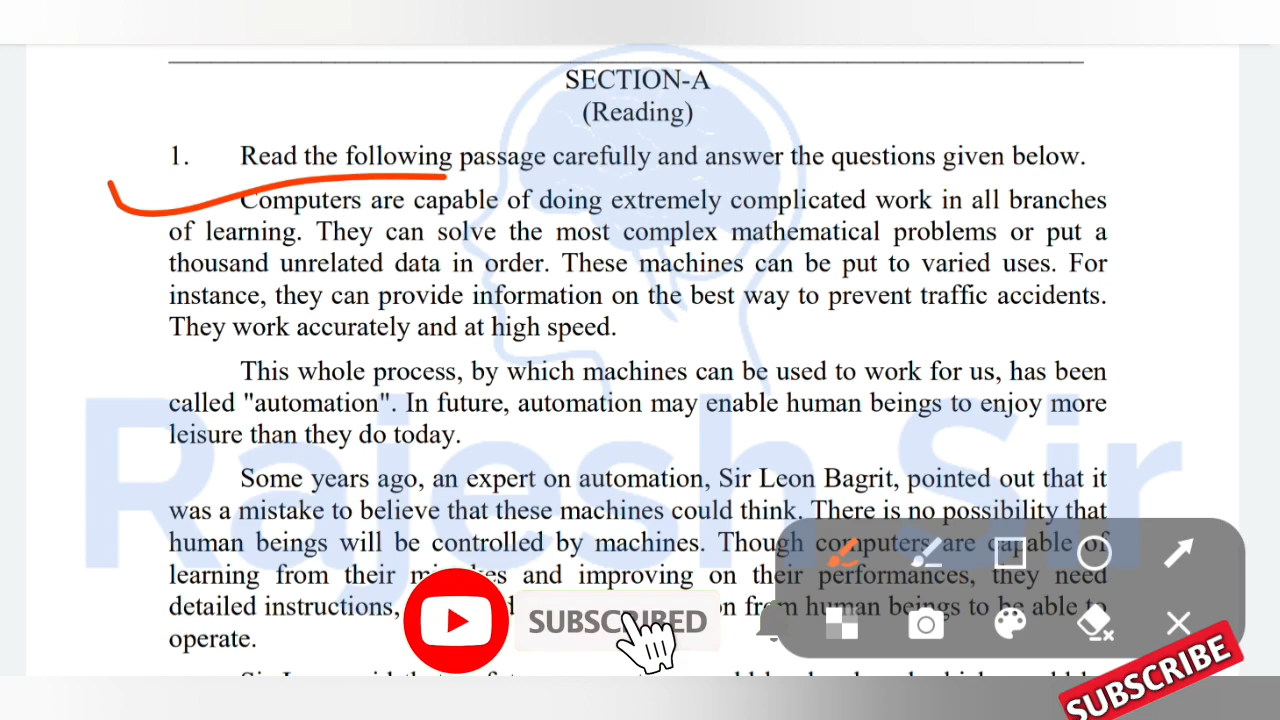 SECTION-A
(Reading)
1. Read the following passage carefully and answer the questions given below.
Computers are capable of doing extremely complicated work in all branches
of learning. They can solve the most complex mathematical problems or put a
thousand unrelated data in order. These machines can be put to varied uses. For
instance, they can provide information on the best way to prevent traffic accidents.
They work accurately and at high speed.
This whole process, by which machines can be used to work for us, has been
called "automation". In future, automation may enable human beings to enjoy more
leisure than they do today.
Some years ago, an expert on automation, Sir Leon Bagrit, pointed out that it
was a mistake to believe that these machines could think. There is no possibility that
human beings will be controlled by machines. Though computers are capable of
learning from their mistakes and improving on their performances, they need
detailed instructions, from human beings to be able to
operate.
Rajesh Sir
SUBSCRIBED
SUBSCRIBE